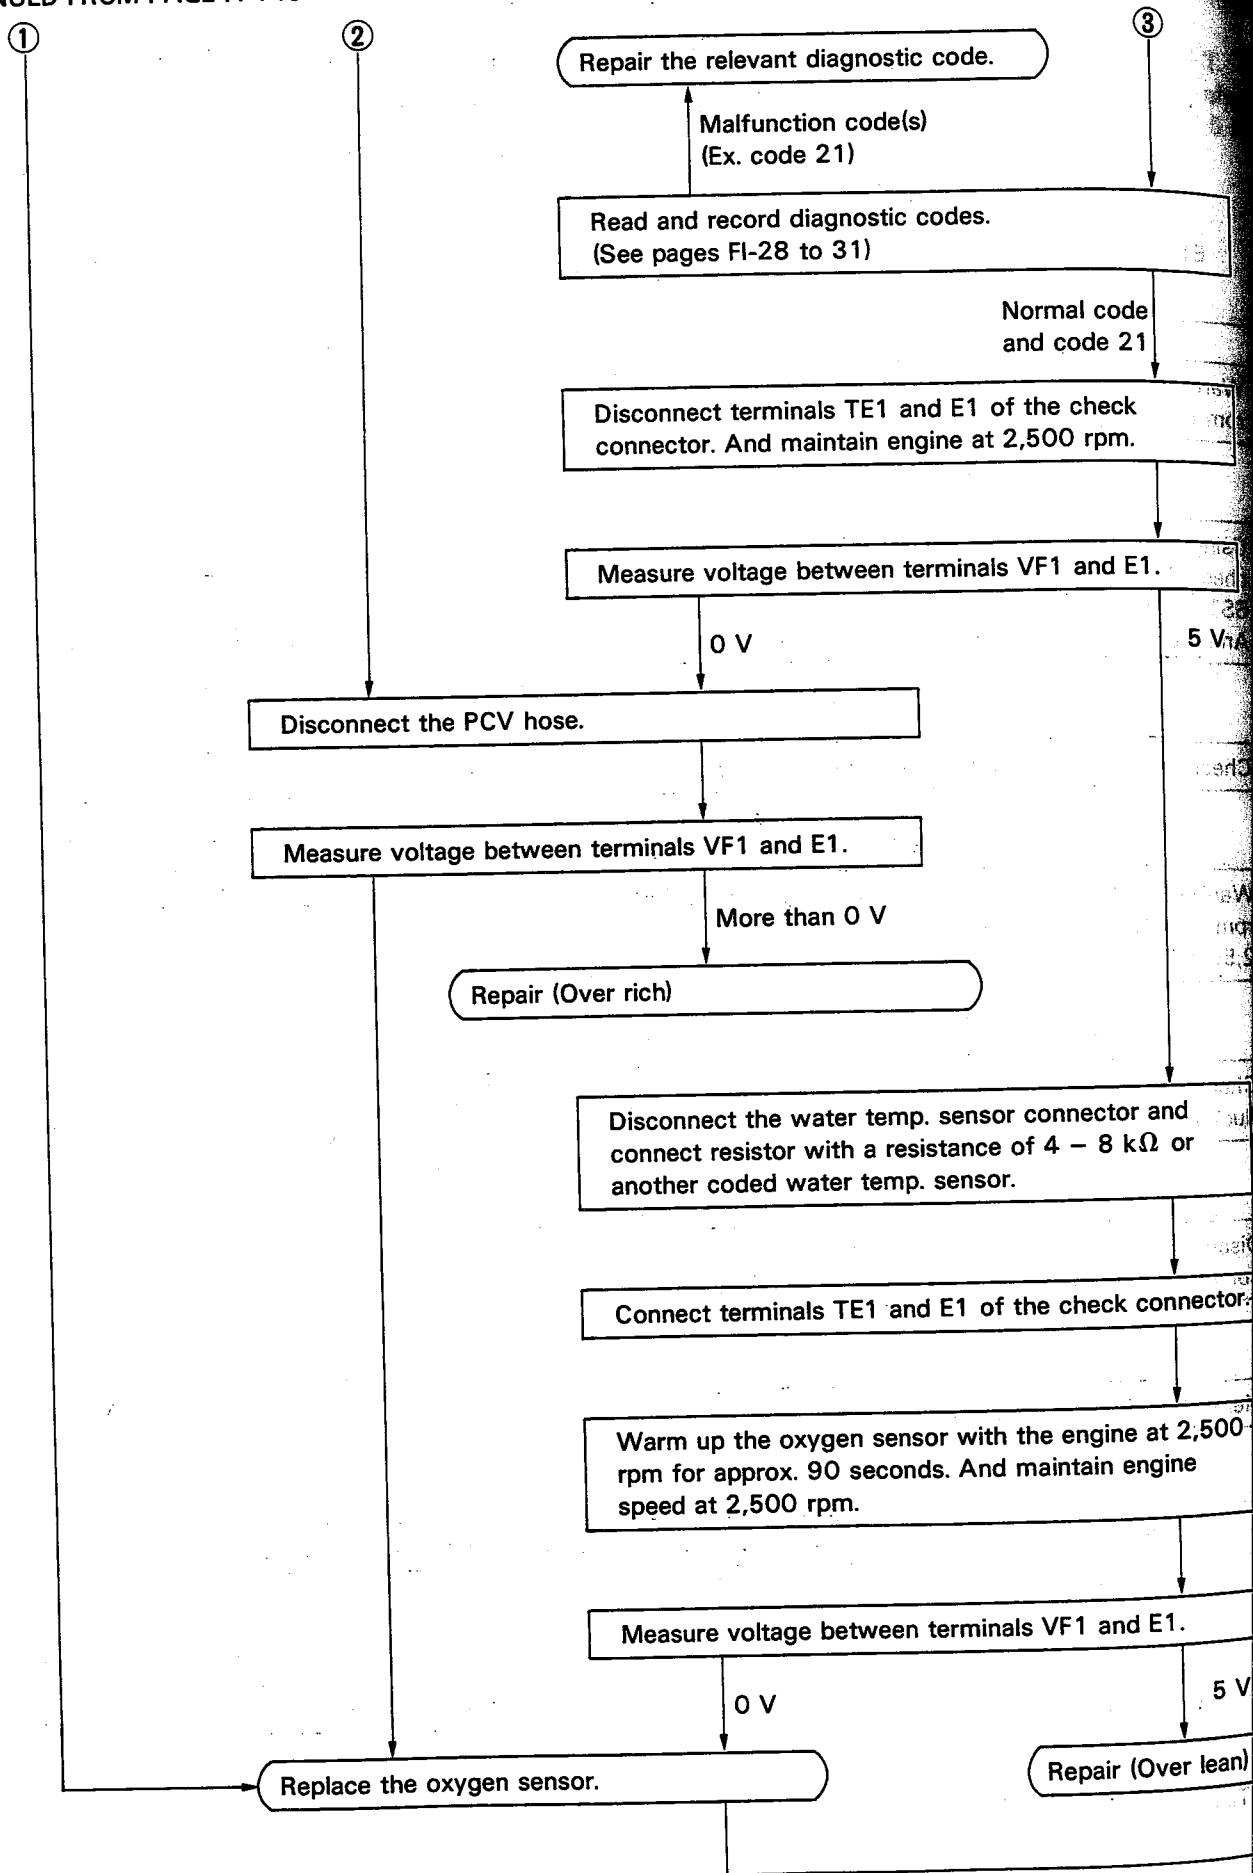 FROM PAGE
① ② ③
Repair the relevant diagnostic code.
Malfunction code(s)
(Ex. code 21)
Read and record diagnostic codes.
(See pages FI-28 to 31)
Normal code
and code 21
Disconnect terminals TE1 and E1 of the check
connector. And maintain engine at 2,500 rpm.
Measure voltage between terminals VF1 and E1.
0 V
5 V
Disconnect the PCV hose.
Measure voltage between terminals VF1 and E1.
More than 0 V
Repair (Over rich)
Disconnect the water temp. sensor connector and
connect resistor with a resistance of 4 – 8 kΩ or
another coded water temp. sensor.
Connect terminals TE1 and E1 of the check connector.
Warm up the oxygen sensor with the engine at 2,500
rpm for approx. 90 seconds. And maintain engine
speed at 2,500 rpm.
Measure voltage between terminals VF1 and E1.
0 V
5 V
Replace the oxygen sensor.
Repair (Over lean)